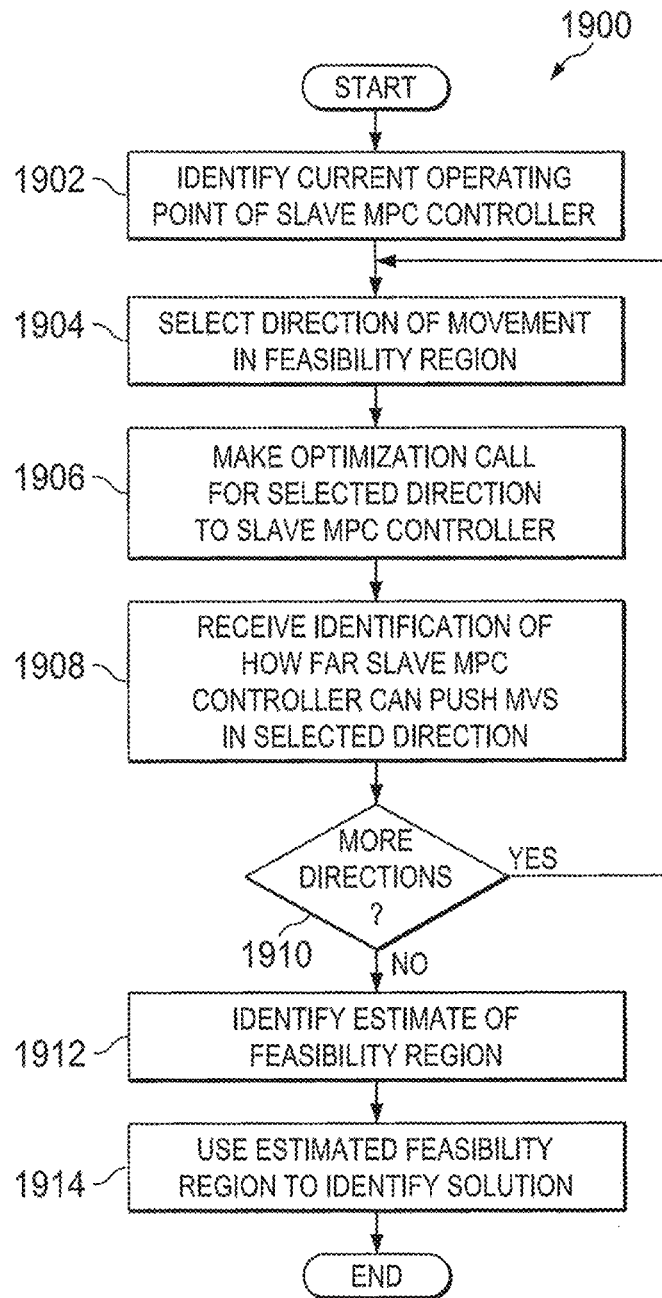 1900
START
1902
IDENTIFY CURRENT OPERATING
POINT OF SLAVE MPC CONTROLLER
1904
SELECT DIRECTION OF MOVEMENT
IN FEASIBILITY REGION
1906
MAKE OPTIMIZATION CALL
FOR SELECTED DIRECTION
TO SLAVE MPC CONTROLLER
1908
RECEIVE IDENTIFICATION OF
HOW FAR SLAVE MPC
CONTROLLER CAN PUSH MVS
IN SELECTED DIRECTION
MORE
DIRECTIONS
?
YES
1910
NO
1912
IDENTIFY ESTIMATE OF
FEASIBILITY REGION
1914
USE ESTIMATED FEASIBILITY
REGION TO IDENTIFY SOLUTION
END